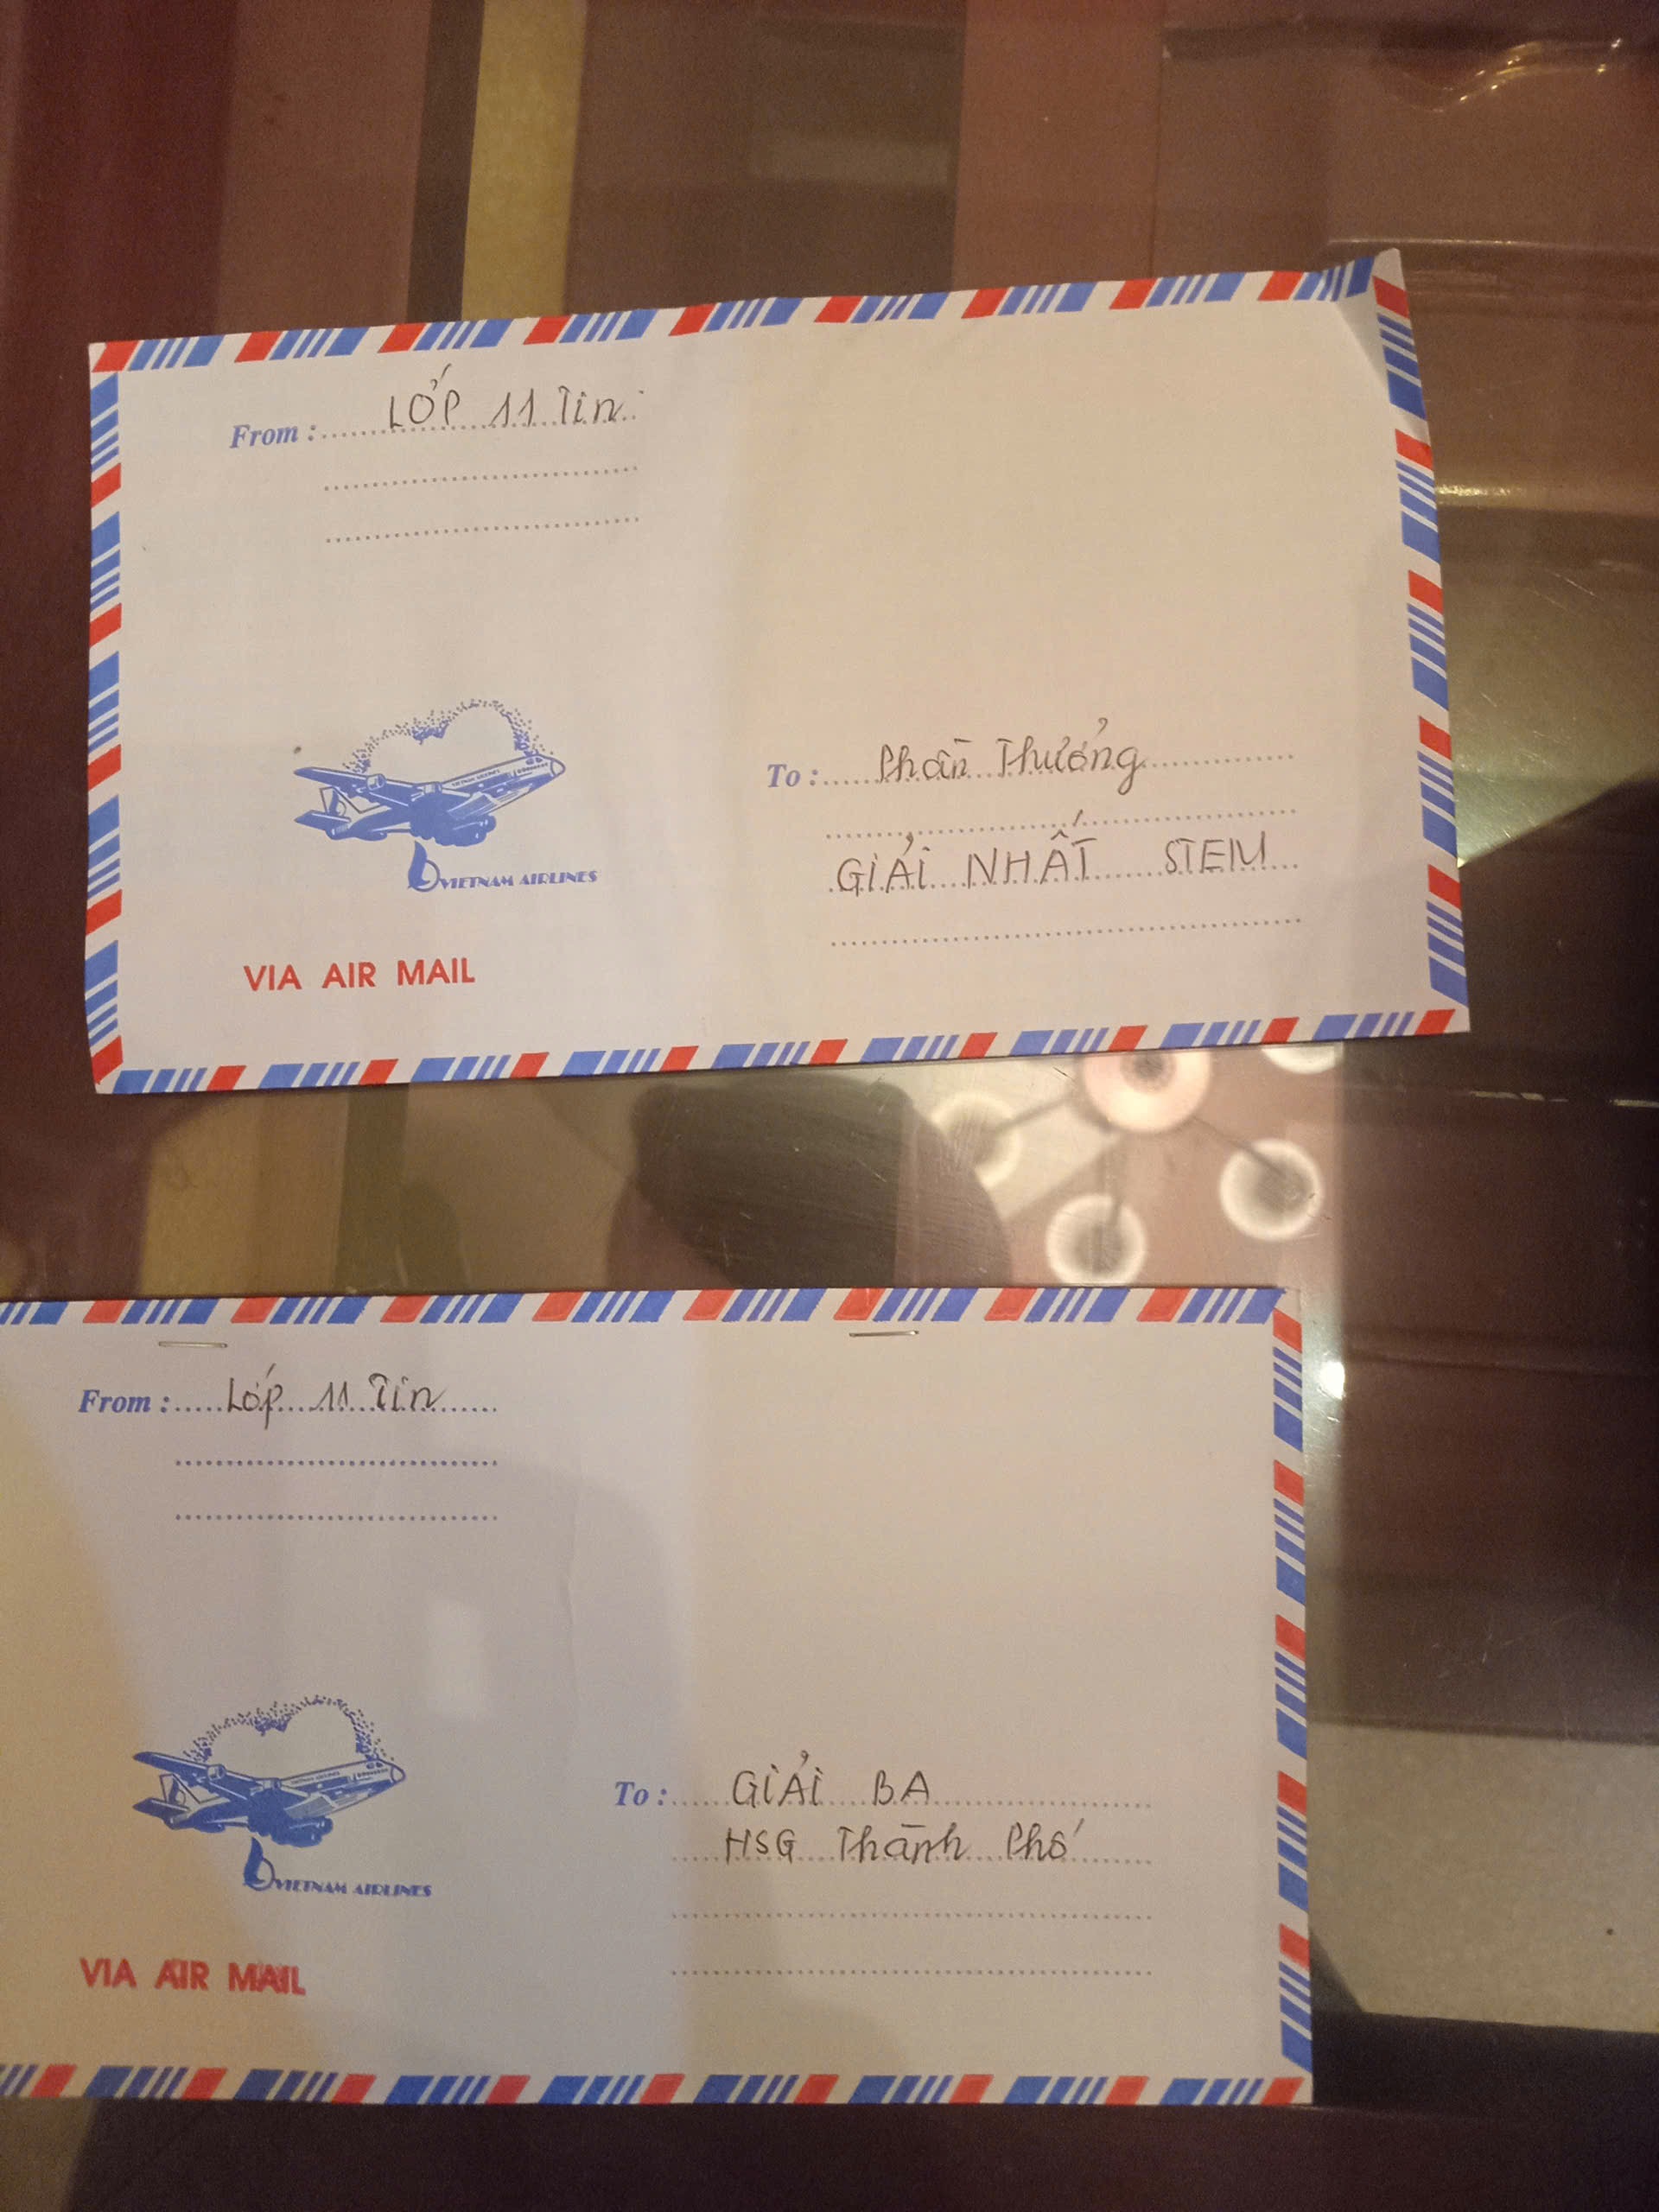 From : LỚP 11 Tin
To : Phần Thưởng
GIẢI NHẤT STEM
VIETNAM AIRLINES
VIA AIR MAIL
From : Lớp 11 Tin
To : GIẢI BA
HSG Thành Phố
VIETNAM AIRLINES
VIA AIR MAIL